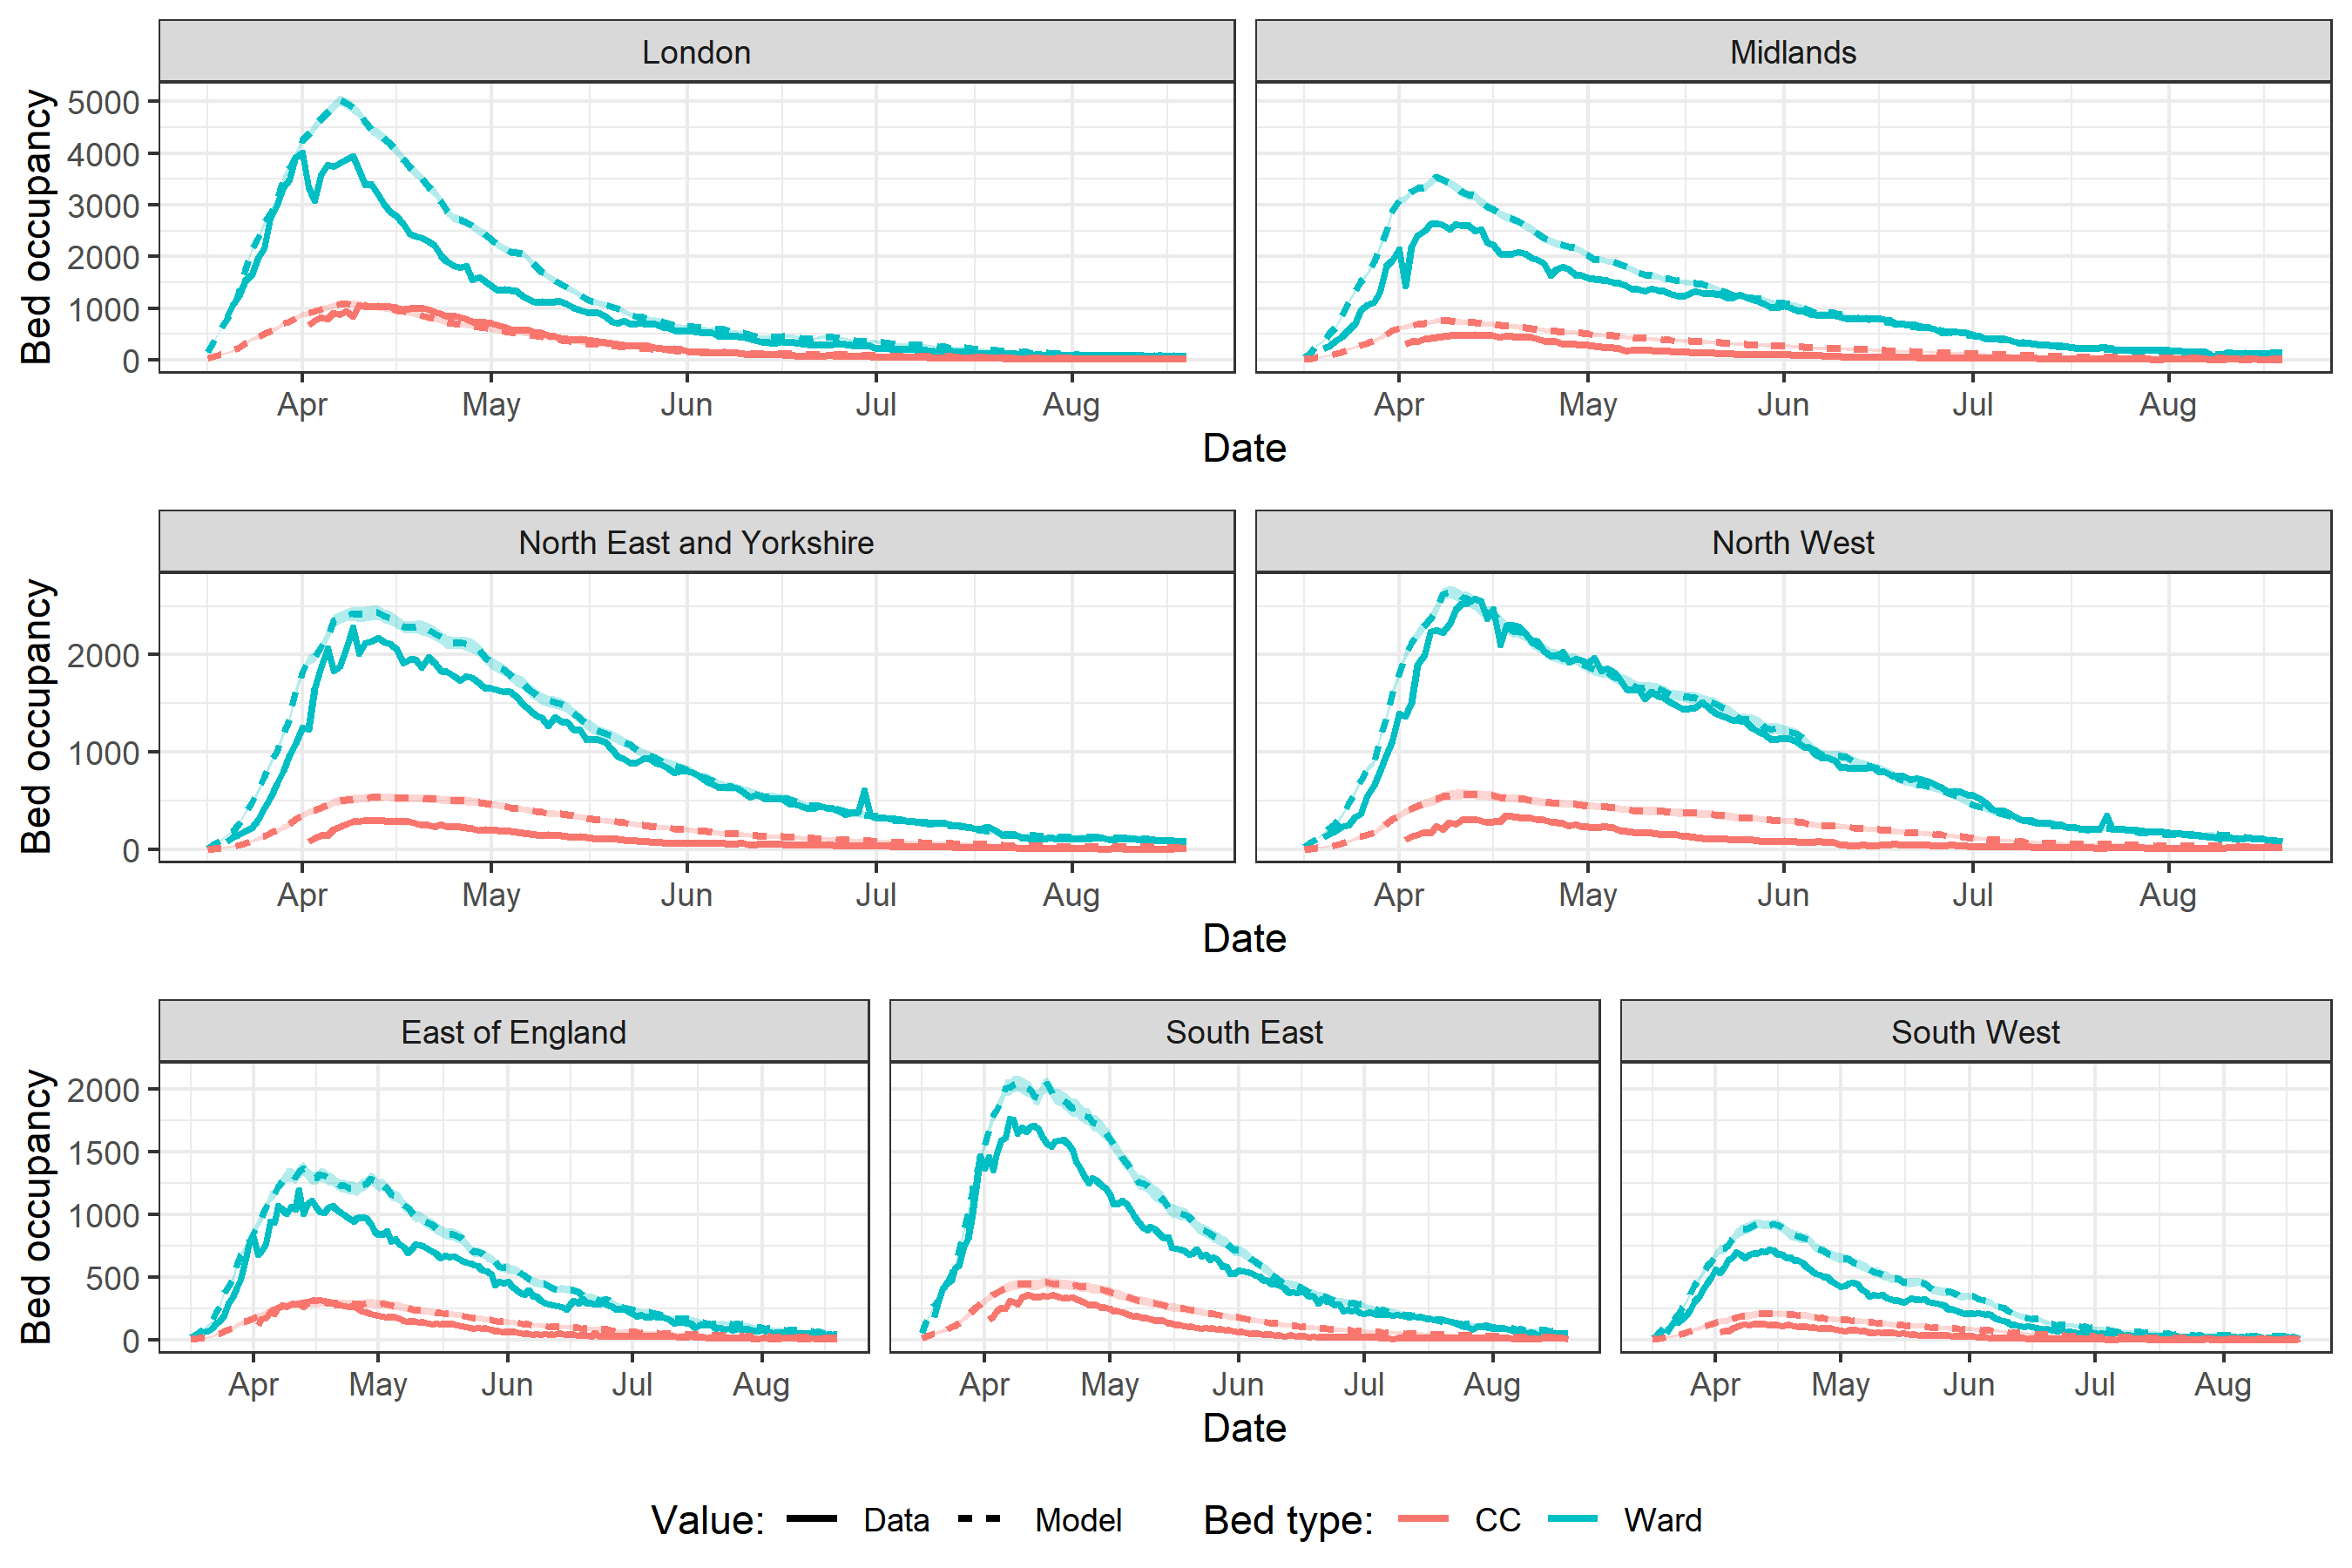 London Midlands
Bed occupancy
5000
4000
3000
2000
1000
0
Apr May Jun Jul Aug Apr May Jun Jul Aug
Date
North East and Yorkshire North West
Bed occupancy
2000
1000
0
Apr May Jun Jul Aug Apr May Jun Jul Aug
Date
East of England South East South West
Bed occupancy
2000
1500
1000
500
0
Apr May Jun Jul Aug Apr May Jun Jul Aug Apr May Jun Jul Aug
Date
Value: Data Model Bed type: CC Ward